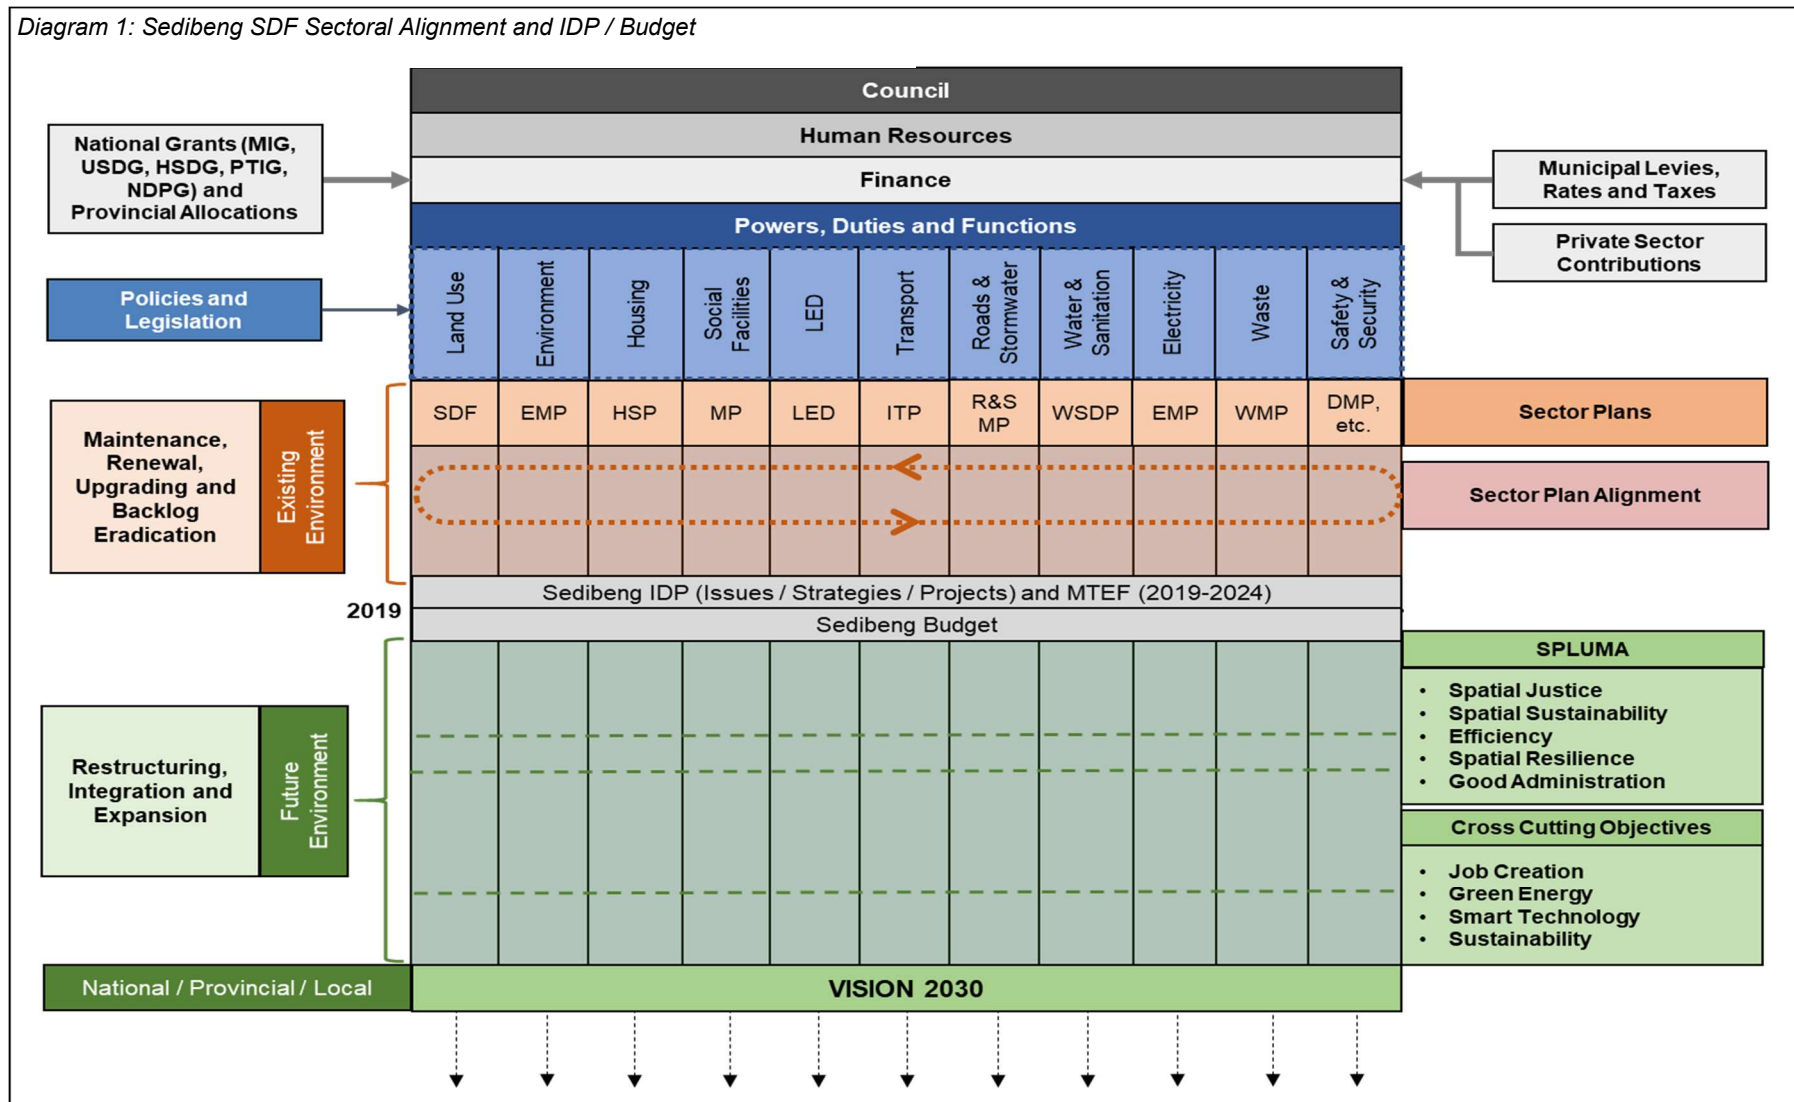 Diagram 1: Sedibeng SDF Sectoral Alignment and IDP / Budget
Council
Human Resources
Finance
Powers, Duties and Functions
National Grants (MIG,
USDG, HSDG, PTIG,
NDPG) and
Provincial Allocations
Municipal Levies,
Rates and Taxes
Private Sector
Contributions
Policies and
Legislation
Land Use
Environment
Housing
Social
Facilities
LED
Transport
Roads &
Stormwater
Water &
Sanitation
Electricity
Waste
Safety &
Security
SDF
EMP
HSP
MP
LED
ITP
R&S
MP
WSDP
EMP
WMP
DMP,
etc.
Sector Plans
Maintenance,
Renewal,
Upgrading and
Backlog
Eradication
Existing
Environment
Sector Plan Alignment
Sedibeng IDP (Issues / Strategies / Projects) and MTEF (2019-2024)
2019
Sedibeng Budget
SPLUMA
• Spatial Justice
• Spatial Sustainability
• Efficiency
• Spatial Resilience
• Good Administration
Restructuring,
Integration and
Expansion
Future
Environment
Cross Cutting Objectives
• Job Creation
• Green Energy
• Smart Technology
• Sustainability
National / Provincial / Local
VISION 2030